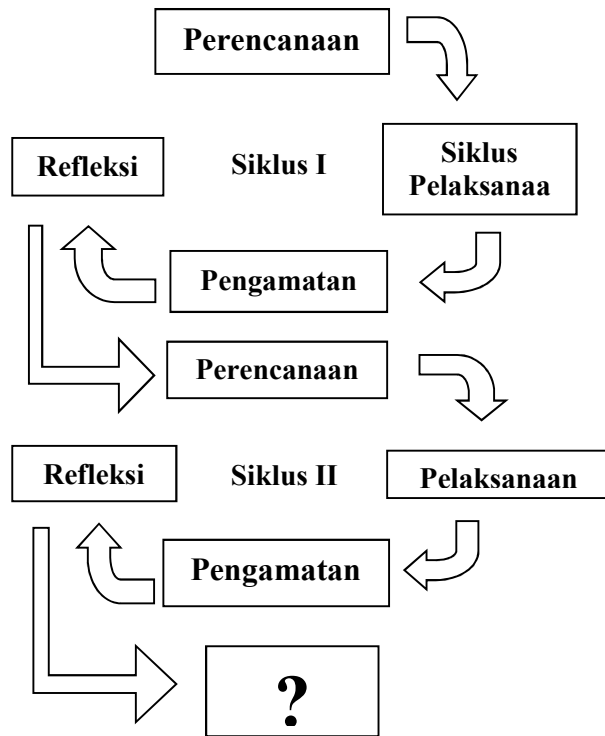 Perencanaan
Refleksi
Siklus I
Siklus
Pelaksanaa
Pengamatan
Perencanaan
Refleksi
Siklus II
Pelaksanaan
Pengamatan
?